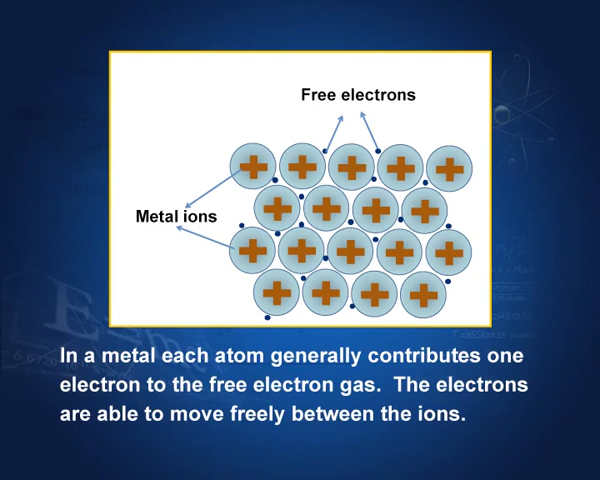 Free electrons
Metal ions
In a metal each atom generally contributes one
electron to the free electron gas.  The electrons
are able to move freely between the ions.